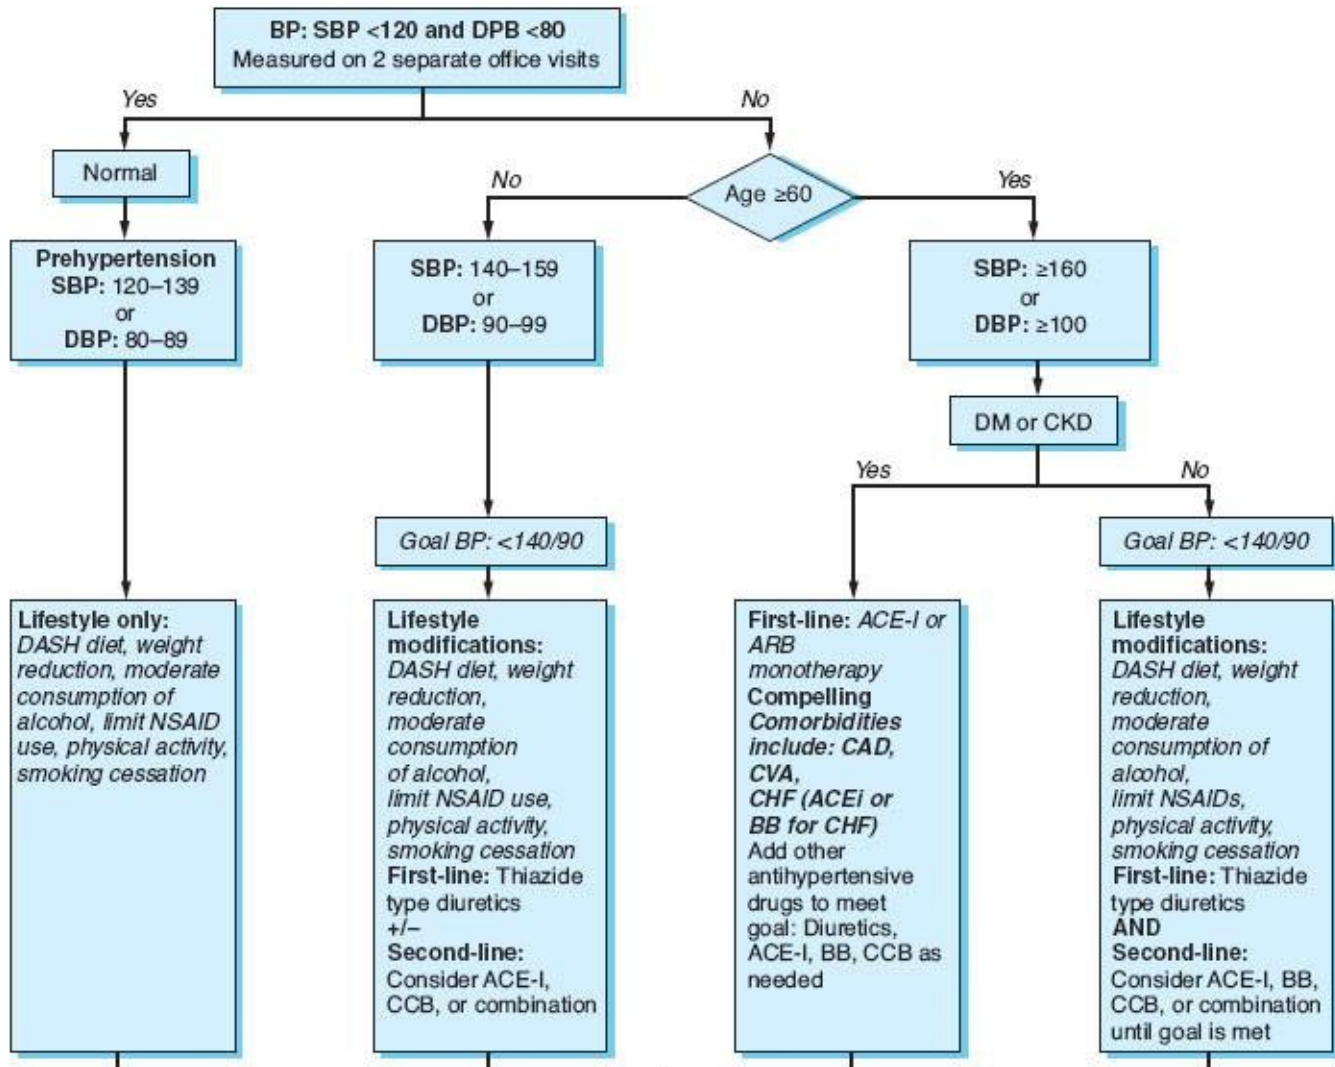 BP: SBP <120 and DPB <80
Measured on 2 separate office visits
Yes
No
Normal
Age ≥60
No
Yes
Prehypertension
SBP: 120–139
or
DBP: 80–89
SBP: 140–159
or
DBP: 90–99
SBP: ≥160
or
DBP: ≥100
DM or CKD
Yes
No
Goal BP: <140/90
Goal BP: <140/90
Lifestyle only:
DASH diet, weight
reduction, moderate
consumption of
alcohol, limit NSAID
use, physical activity,
smoking cessation
Lifestyle
modifications:
DASH diet, weight
reduction,
moderate
consumption
of alcohol,
limit NSAID use,
physical activity,
smoking cessation
First-line: Thiazide
type diuretics
+/–
Second-line:
Consider ACE-I,
CCB, or combination
First-line: ACE-I or
ARB
monotherapy
Compelling
Comorbidities
include: CAD,
CVA,
CHF (ACEi or
BB for CHF)
Add other
antihypertensive
drugs to meet
goal: Diuretics,
ACE-I, BB, CCB as
needed
Lifestyle
modifications:
DASH diet, weight
reduction,
moderate
consumption of
alcohol,
limit NSAIDs,
physical activity,
smoking cessation
First-line: Thiazide
type diuretics
AND
Second-line:
Consider ACE-I, BB,
CCB, or combination
until goal is met